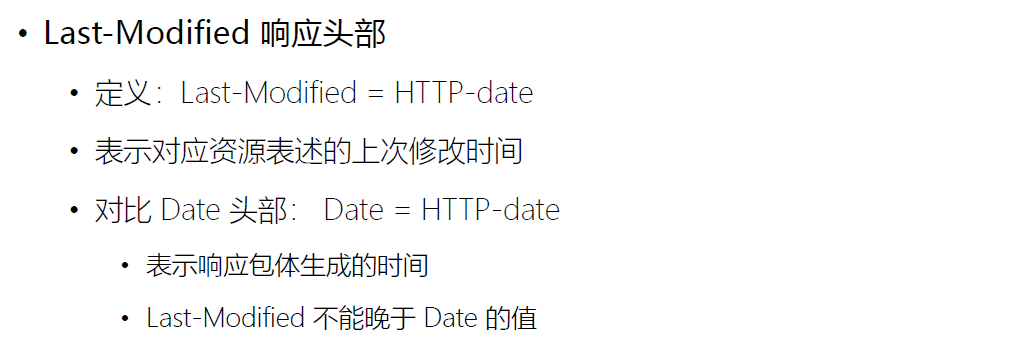 • Last-Modified 响应头部
• 定义：Last-Modified = HTTP-date
• 表示对应资源表述的上次修改时间
• 对比 Date 头部： Date = HTTP-date
• 表示响应包体生成的时间
• Last-Modified 不能晚于 Date 的值